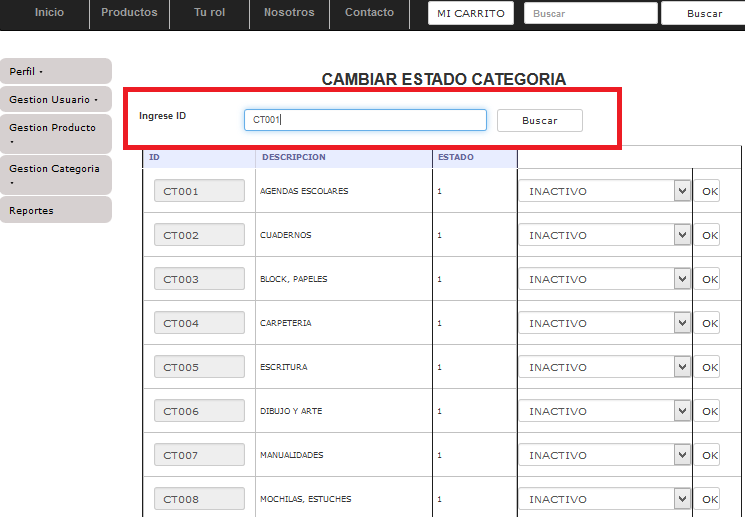 Inicio Productos Tu rol Nosotros Contacto MI CARRITO Buscar Buscar
Perfil
Gestion Usuario
Gestion Producto
Gestion Categoria
Reportes
CAMBIAR ESTADO CATEGORIA
Ingrese ID CT001 Buscar
ID DESCRIPCION ESTADO
CT001 AGENDAS ESCOLARES 1 INACTIVO OK
CT002 CUADERNOS 1 INACTIVO OK
CT003 BLOCK, PAPELES 1 INACTIVO OK
CT004 CARPETERIA 1 INACTIVO OK
CT005 ESCRITURA 1 INACTIVO OK
CT006 DIBUJO Y ARTE 1 INACTIVO OK
CT007 MANUALIDADES 1 INACTIVO OK
CT008 MOCHILAS, ESTUCHES 1 INACTIVO OK